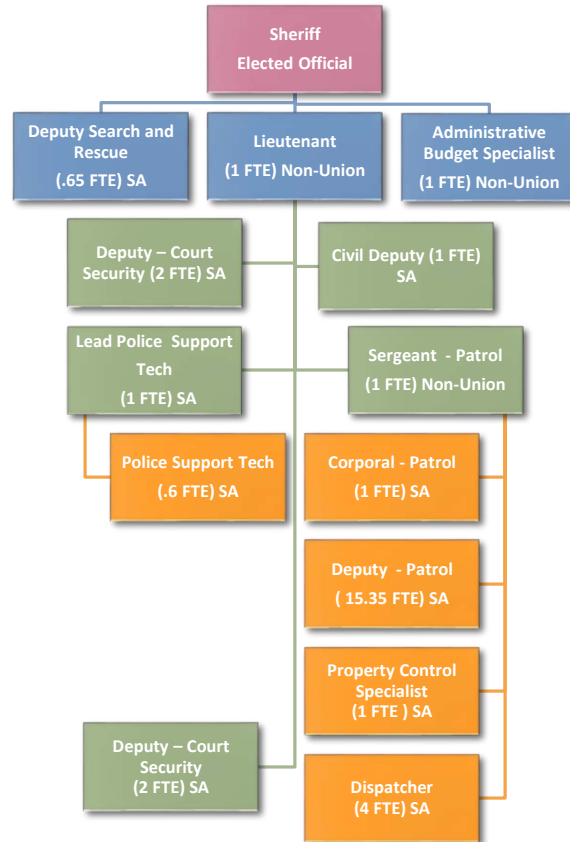 Sheriff
Elected Official
Deputy Search and
Rescue
(.65 FTE) SA
Lieutenant
(1 FTE) Non-Union
Administrative
Budget Specialist
(1 FTE) Non-Union
Deputy – Court
Security (2 FTE) SA
Civil Deputy (1 FTE)
SA
Lead Police Support
Tech
(1 FTE) SA
Sergeant - Patrol
(1 FTE) Non-Union
Police Support Tech
(.6 FTE) SA
Corporal - Patrol
(1 FTE) SA
Deputy - Patrol
( 15.35 FTE) SA
Property Control
Specialist
(1 FTE ) SA
Deputy – Court
Security
(2 FTE) SA
Dispatcher
(4 FTE) SA